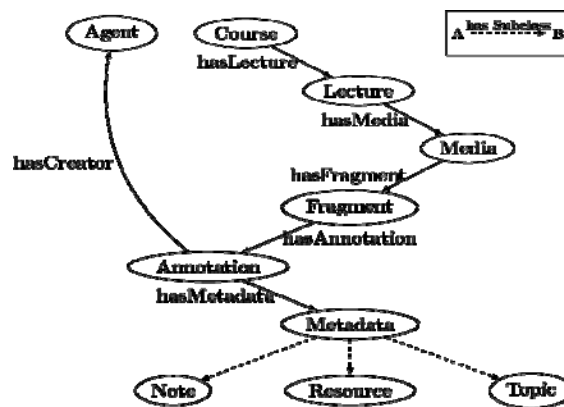 Agent
Course
has Subclass
A B
hasLecture
Lecture
hasMedia
Media
hasCreator
hasFragment
Fragment
hasAnnotation
Annotation
hasMetadata
Metadata
Note
Resource
Topic